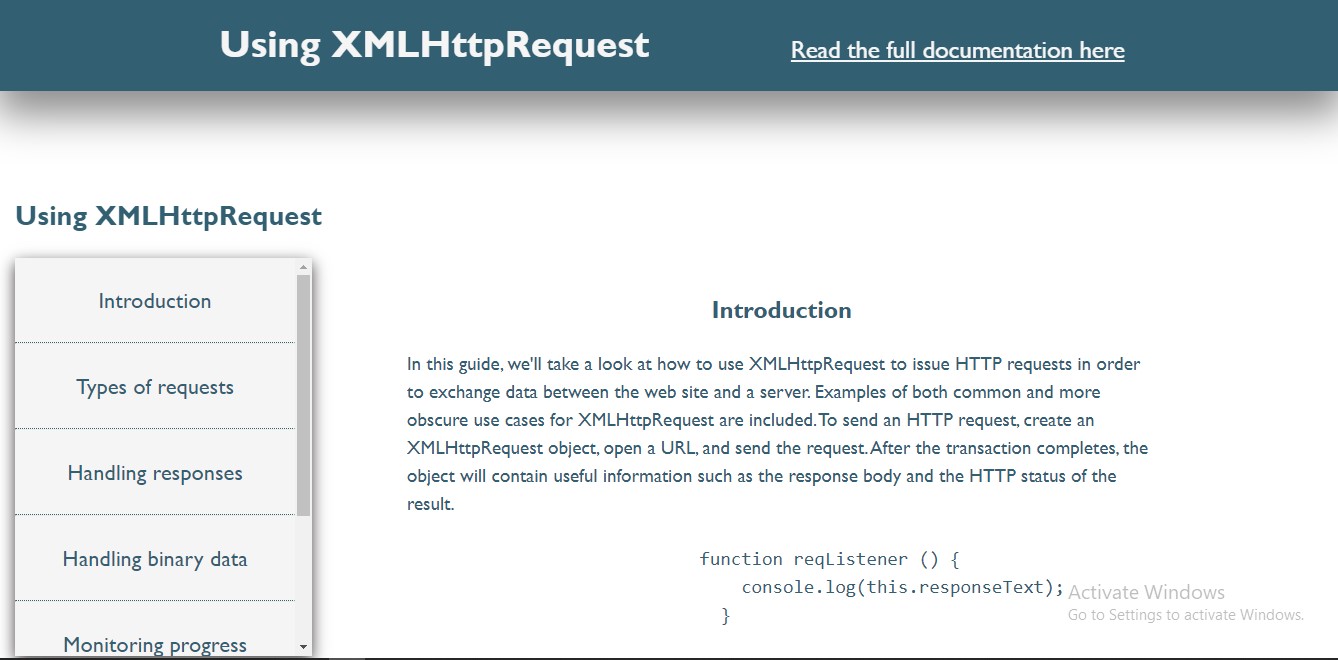 Using XMLHttpRequest
Read the full documentation here
Using XMLHttpRequest
Introduction
Types of requests
Handling responses
Handling binary data
Monitoring progress
Introduction
In this guide, we'll take a look at how to use XMLHttpRequest to issue HTTP requests in order
to exchange data between the web site and a server. Examples of both common and more
obscure use cases for XMLHttpRequest are included. To send an HTTP request, create an
XMLHttpRequest object, open a URL, and send the request. After the transaction completes, the
object will contain useful information such as the response body and the HTTP status of the
result.
function reqListener () {
console.log(this.responseText);
}
Activate Windows
Go to Settings to activate Windows.